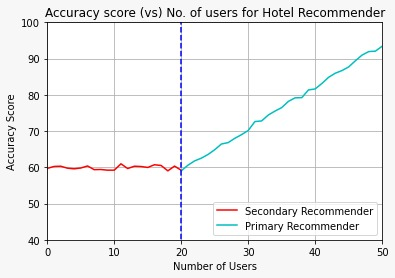 Accuracy score (vs) No. of users for Hotel Recommender
100
90
80
70
60
50
40
Accuracy Score
0 10 20 30 40 50
Number of Users
Secondary Recommender
Primary Recommender